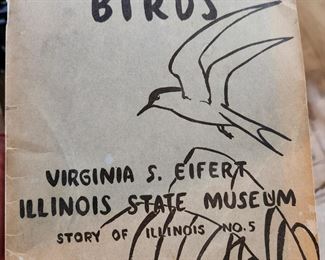 BIRDS
VIRGINIA S. EIFERT
ILLINOIS STATE MUSEUM
STORY OF ILLINOIS NO.5